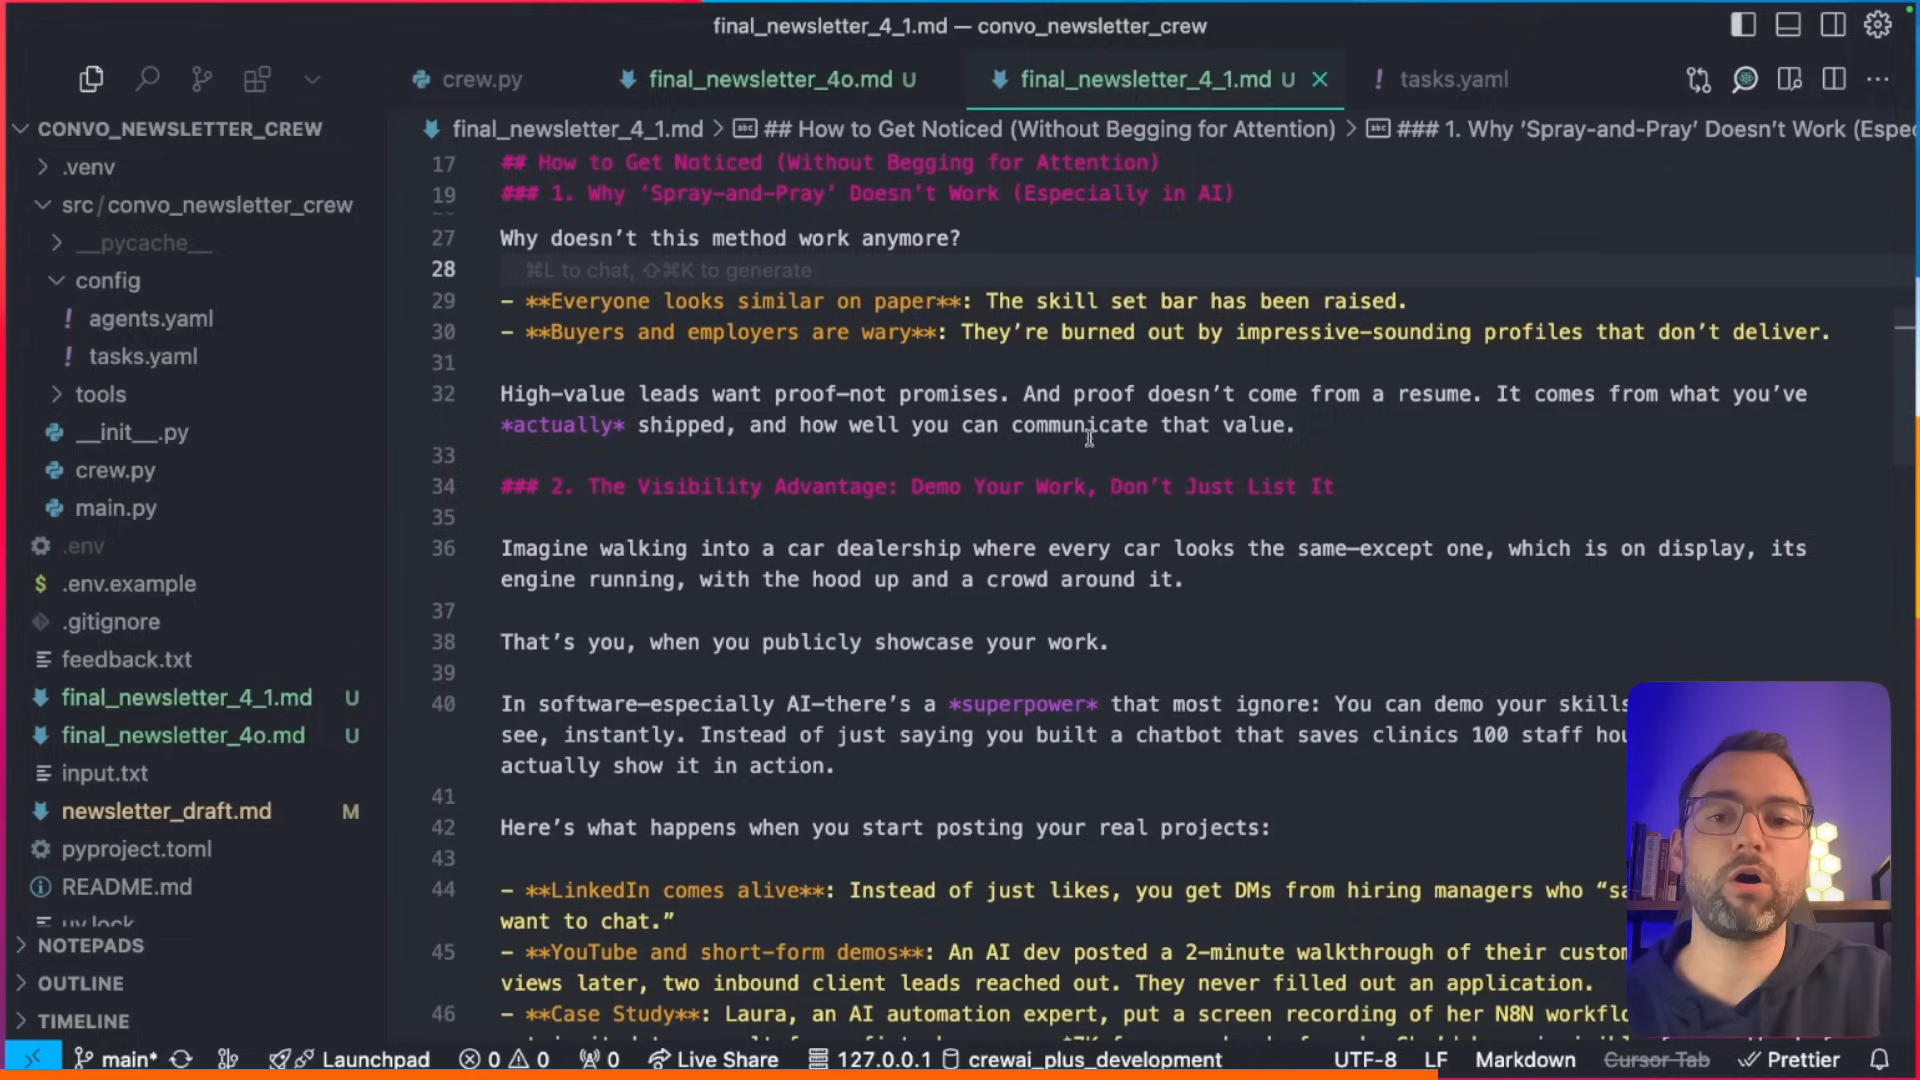 final_newsletter_4_1.md — convo_newsletter_crew
crew.py
final_newsletter_4o.md U
final_newsletter_4_1.md U
! tasks.yaml
final_newsletter_4_1.md > ## How to Get Noticed (Without Begging for Attention) > ### 1. Why ‘Spray-and-Pray’ Doesn’t Work (Espec
CONVO_NEWSLETTER_CREW
.venv
src/convo_newsletter_crew
__pycache__
config
! agents.yaml
! tasks.yaml
tools
__init__.py
crew.py
main.py
.env
$ .env.example
.gitignore
feedback.txt
final_newsletter_4_1.md U
final_newsletter_4o.md U
input.txt
newsletter_draft.md M
pyproject.toml
README.md
uv.lock
NOTEPADS
OUTLINE
TIMELINE
17 ## How to Get Noticed (Without Begging for Attention)
19 ### 1. Why ‘Spray-and-Pray’ Doesn’t Work (Especially in AI)
27 Why doesn’t this method work anymore?
28 ⌘L to chat, ⇧⌘K to generate
29 - **Everyone looks similar on paper**: The skill set bar has been raised.
30 - **Buyers and employers are wary**: They’re burned out by impressive-sounding profiles that don’t deliver.
31
32 High-value leads want proof—not promises. And proof doesn’t come from a resume. It comes from what you’ve
*actually* shipped, and how well you can communicate that value.
33
34 ### 2. The Visibility Advantage: Demo Your Work, Don’t Just List It
35
36 Imagine walking into a car dealership where every car looks the same—except one, which is on display, its
engine running, with the hood up and a crowd around it.
37
38 That’s you, when you publicly showcase your work.
39
40 In software—especially AI—there’s a *superpower* that most ignore: You can demo your skills
see, instantly. Instead of just saying you built a chatbot that saves clinics 100 staff hou
actually show it in action.
41
42 Here’s what happens when you start posting your real projects:
43
44 - **LinkedIn comes alive**: Instead of just likes, you get DMs from hiring managers who “sa
want to chat.”
45 - **YouTube and short-form demos**: An AI dev posted a 2-minute walkthrough of their custom
views later, two inbound client leads reached out. They never filled out an application.
46 - **Case Study**: Laura, an AI automation expert, put a screen recording of her N8N workflo
main* Launchpad 0 0 0 Live Share 127.0.0.1 crewai_plus_development UTF-8 LF Markdown Cursor Tab Prettier